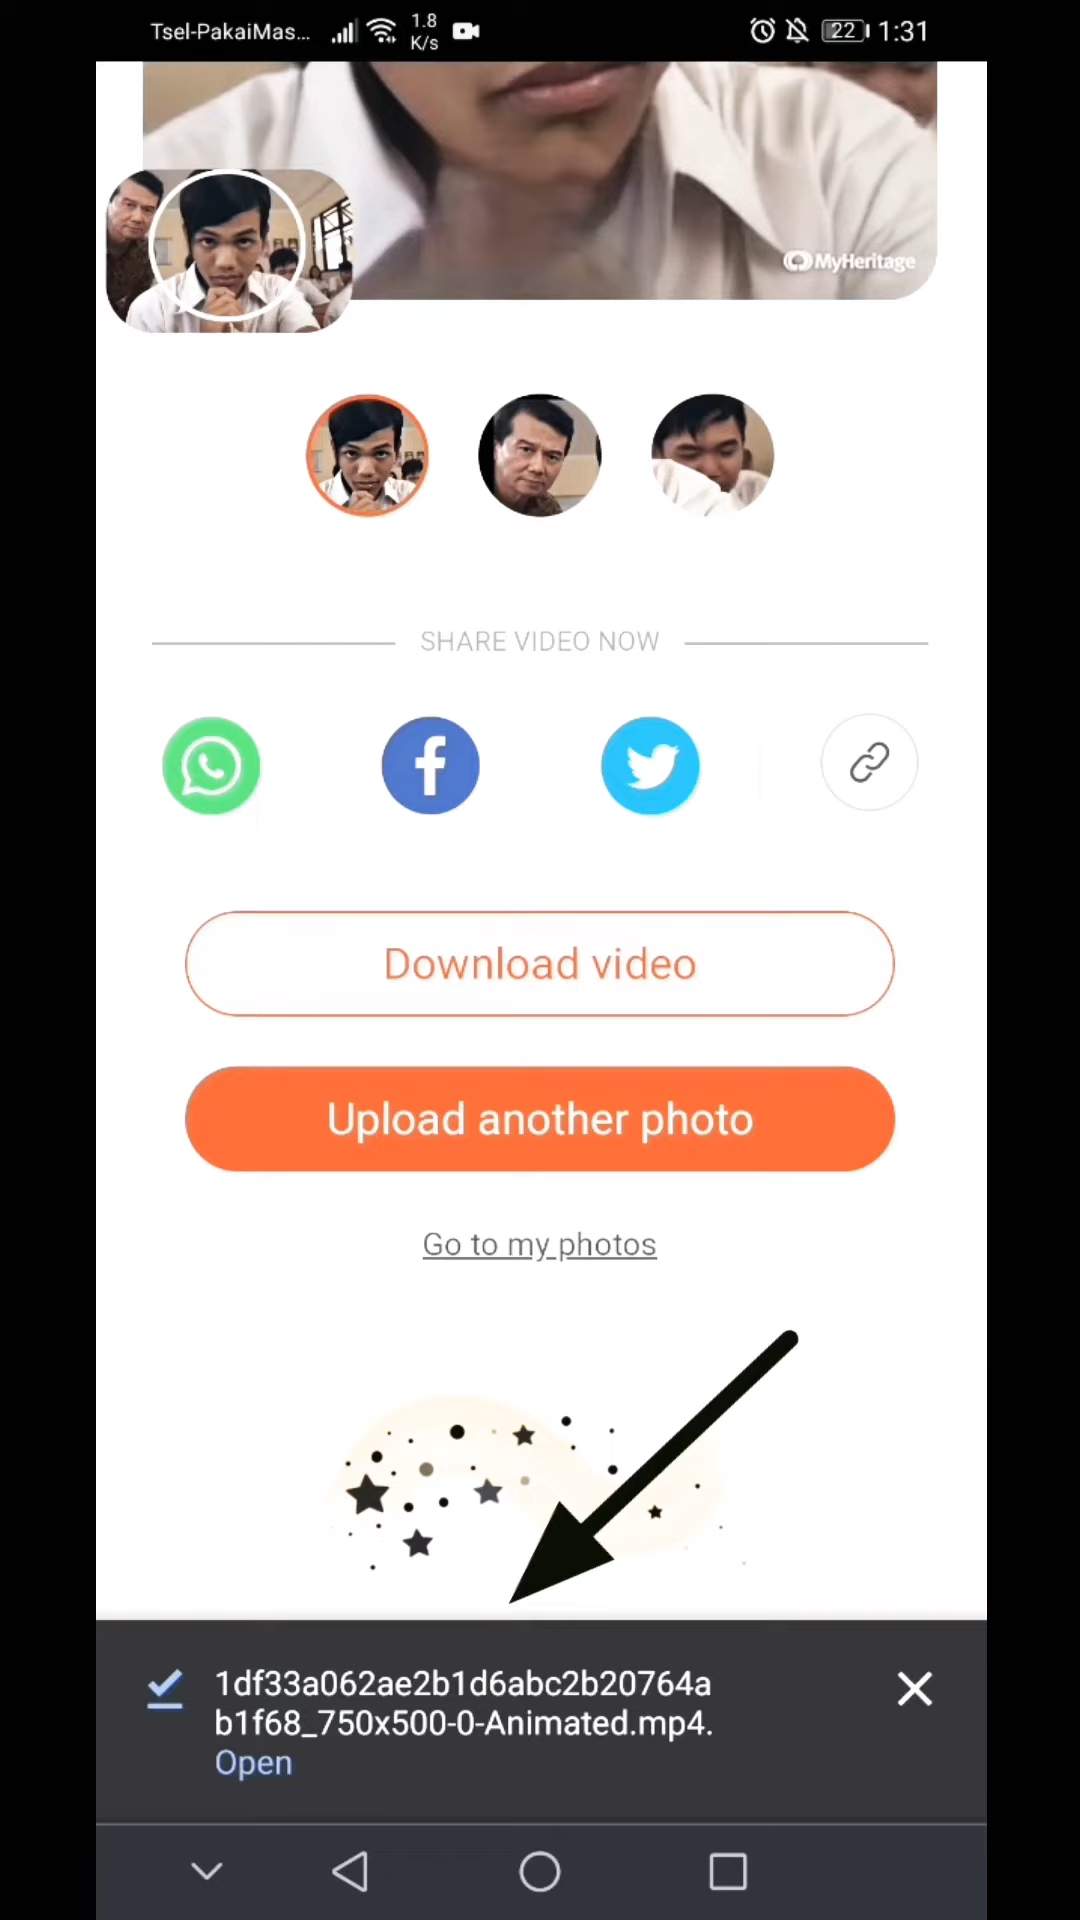 Tsel-PakaiMas...
1.8
K/s
22
1:31
MyHeritage
SHARE VIDEO NOW
Download video
Upload another photo
Go to my photos
1df33a062ae2b1d6abc2b20764a
b1f68_750x500-0-Animated.mp4.
Open